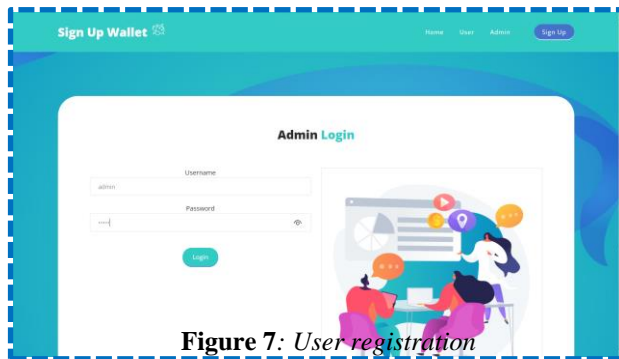 Sign Up Wallet
Home User Admin Sign Up
Admin Login
Username
admin
Password
Login
Figure 7: User registration